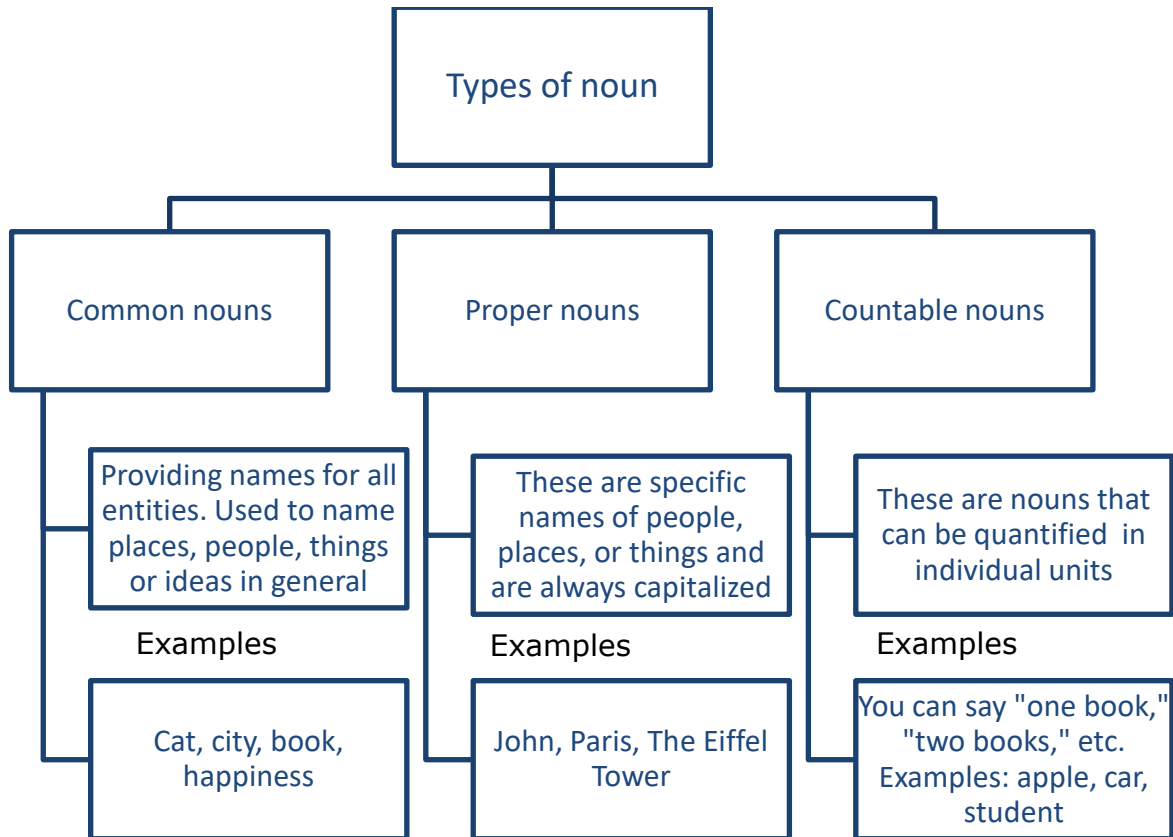 Types of noun
Common nouns
Proper nouns
Countable nouns
Providing names for all
entities. Used to name
places, people, things
or ideas in general
These are specific
names of people,
places, or things and
are always capitalized
These are nouns that
can be quantified  in
individual units
Examples
Examples
Examples
Cat, city, book,
happiness
John, Paris, The Eiffel
Tower
You can say "one book,"
"two books," etc.
Examples: apple, car,
student